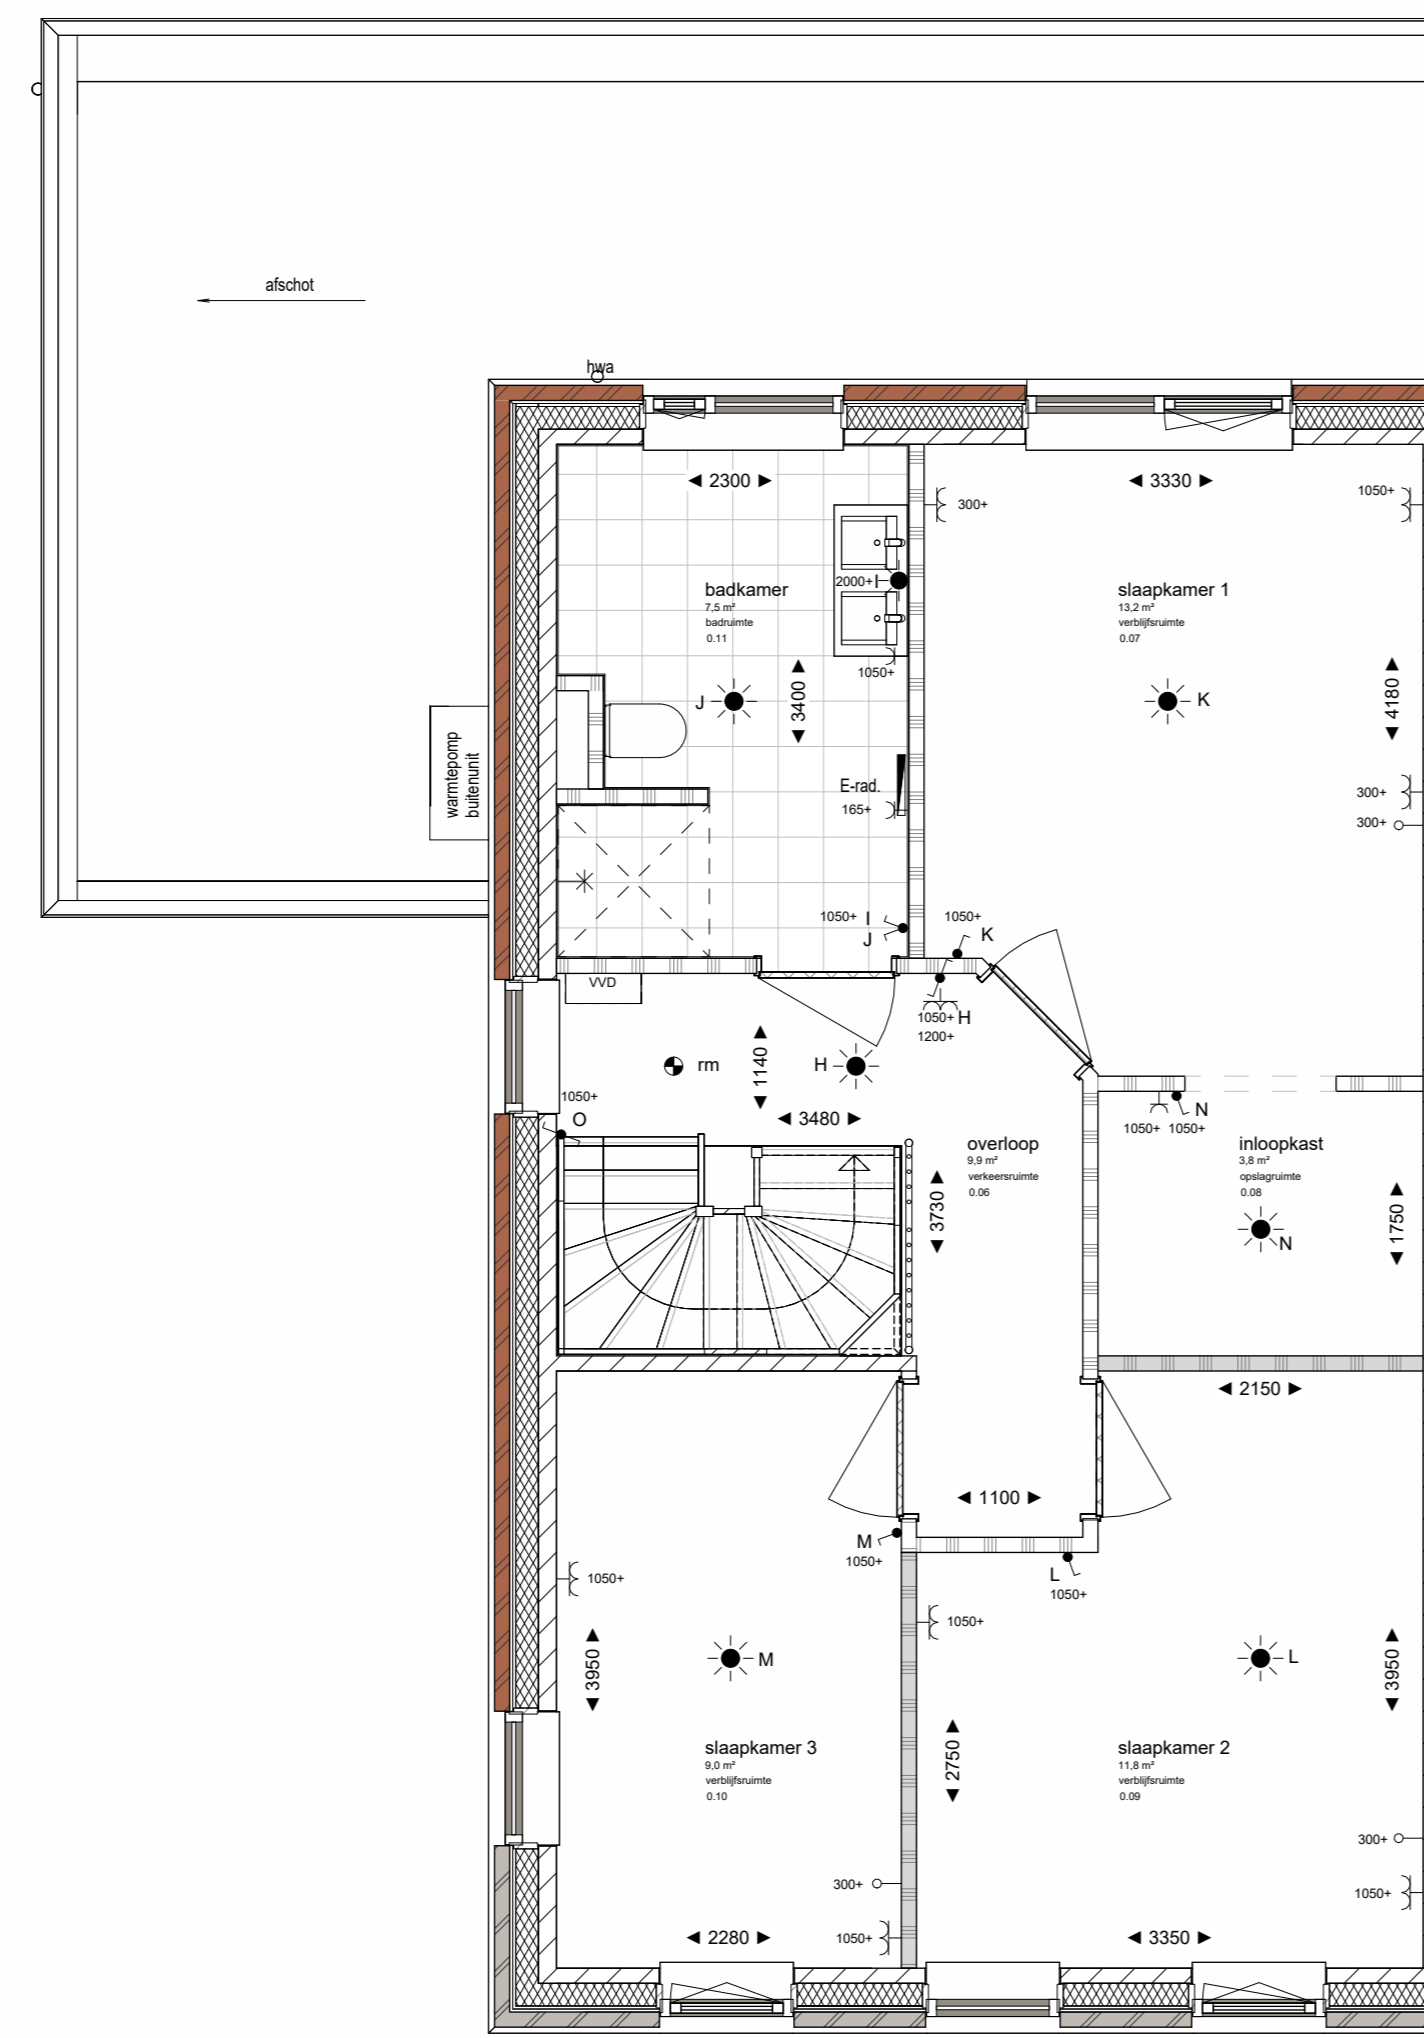 afschot
hwa
2300
3330
300+
1050+
2000+
I
badkamer
7,5 m²
badruimte
0.11
slaapkamer 1
13,2 m²
verblijfsruimte
0.07
1050+
J
3400
K
4180
warmtepomp
buitenunit
E-rad.
165+
300+
300+
1050+
I
J
1050+
K
VVD
1050+
H
1200+
rm
1140
H
1050+
O
3480
N
1050+
1050+
overloop
9,9 m²
verkeersruimte
0.06
inloopkast
3,8 m²
opslagruimte
0.08
3730
1750
N
2150
1100
M
1050+
L
1050+
1050+
1050+
3950
M
L
3950
slaapkamer 3
9,0 m²
verblijfsruimte
0.10
2750
slaapkamer 2
11,8 m²
verblijfsruimte
0.09
300+
300+
1050+
1050+
2280
3350